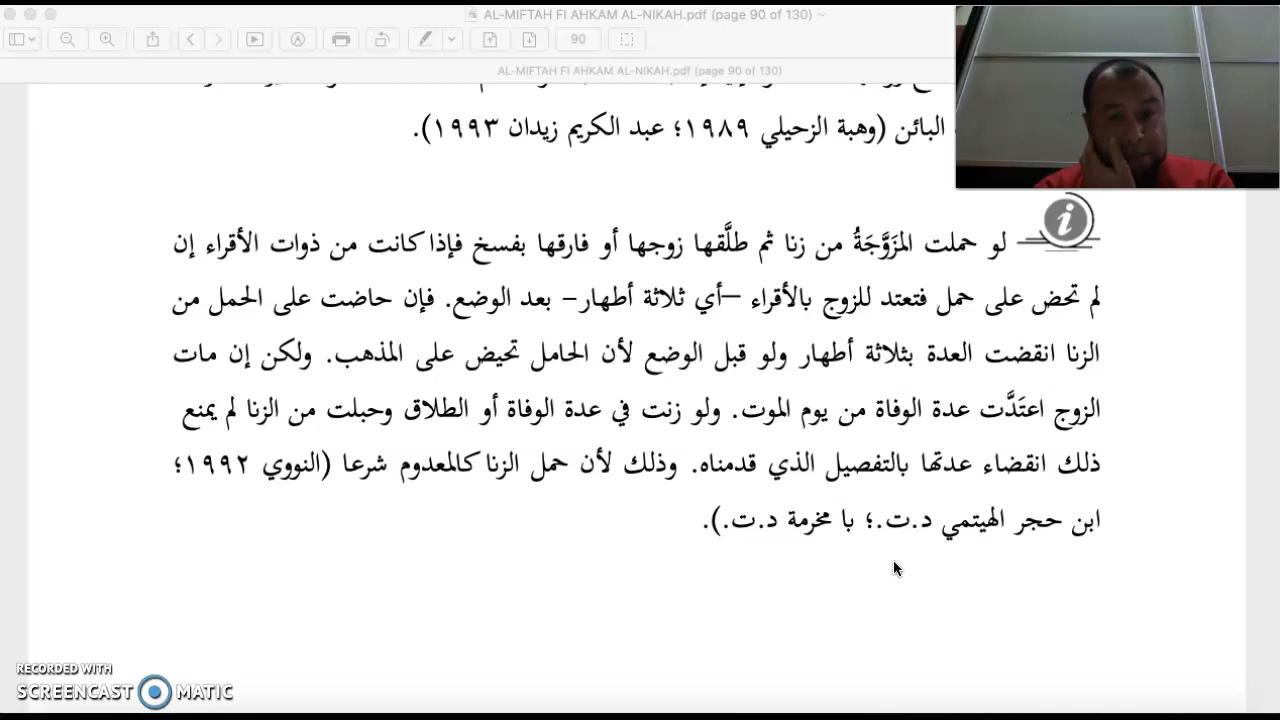 AL-MIFTAH FI AHKAM AL-NIKAH.pdf (page 90 of 130)
90
AL-MIFTAH FI AHKAM AL-NIKAH.pdf (page 90 of 130)
البائن (وهبة الزحيلي ١٩٨٩؛ عبد الكريم زيدان ١٩٩٣).
لو حملت المزَوَّجَةُ من زنا ثم طلَّقها زوجها أو فارقها بفسخ فإذا كانت من ذوات الأقراء إن
لم تحض على حمل فتعتد للزوج بالأقراء –أي ثلاثة أطهار– بعد الوضع. فإن حاضت على الحمل من
الزنا انقضت العدة بثلاثة أطهار ولو قبل الوضع لأن الحامل تحيض على المذهب. ولكن إن مات
الزوج اعتَدَّت عدة الوفاة من يوم الموت. ولو زنت في عدة الوفاة أو الطلاق وحبلت من الزنا لم يمنع
ذلك انقضاء عدتها بالتفصيل الذي قدمناه. وذلك لأن حمل الزنا كالمعدوم شرعا (النووي ١٩٩٢؛
ابن حجر الهيتمي د.ت.؛ با مخرمة د.ت.).
RECORDED WITH
SCREENCAST MATIC